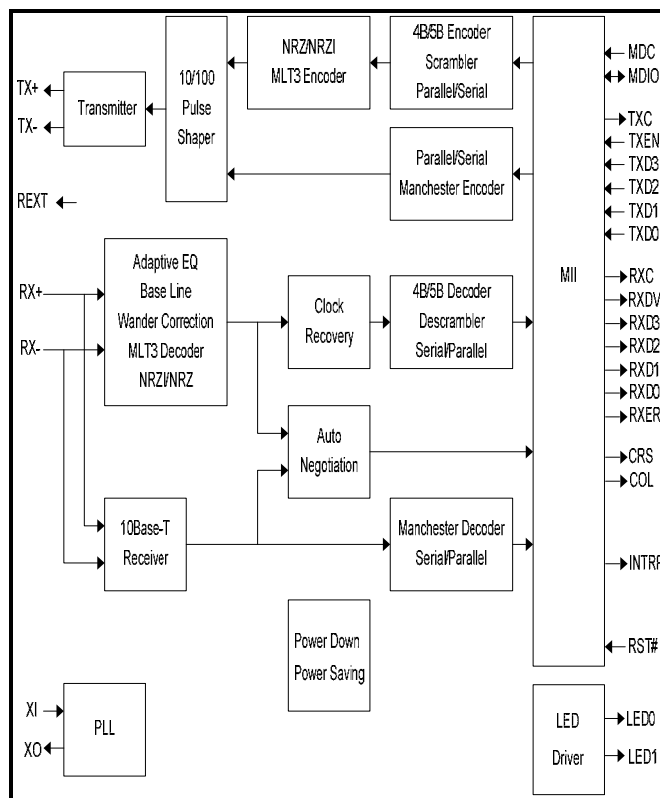 NRZ/NRZI
MLT3 Encoder
4B/5B Encoder
Scrambler
Parallel/Serial
10/100
Pulse
Shaper
Transmitter
TX+
TX-
REXT
Parallel/Serial
Manchester Encoder
MII
MDC
MDIO
TXC
TXEN
TXD3
TXD2
TXD1
TXD0
RX+
RX-
Adaptive EQ
Base Line
Wander Correction
MLT3 Decoder
NRZI/NRZ
Clock
Recovery
4B/5B Decoder
Descrambler
Serial/Parallel
RXC
RXDV
RXD3
RXD2
RXD1
RXD0
RXER
CRS
COL
Auto
Negotiation
10Base-T
Receiver
Manchester Decoder
Serial/Parallel
INTRP
Power Down
Power Saving
RST#
XI
XO
PLL
LED
Driver
LED0
LED1